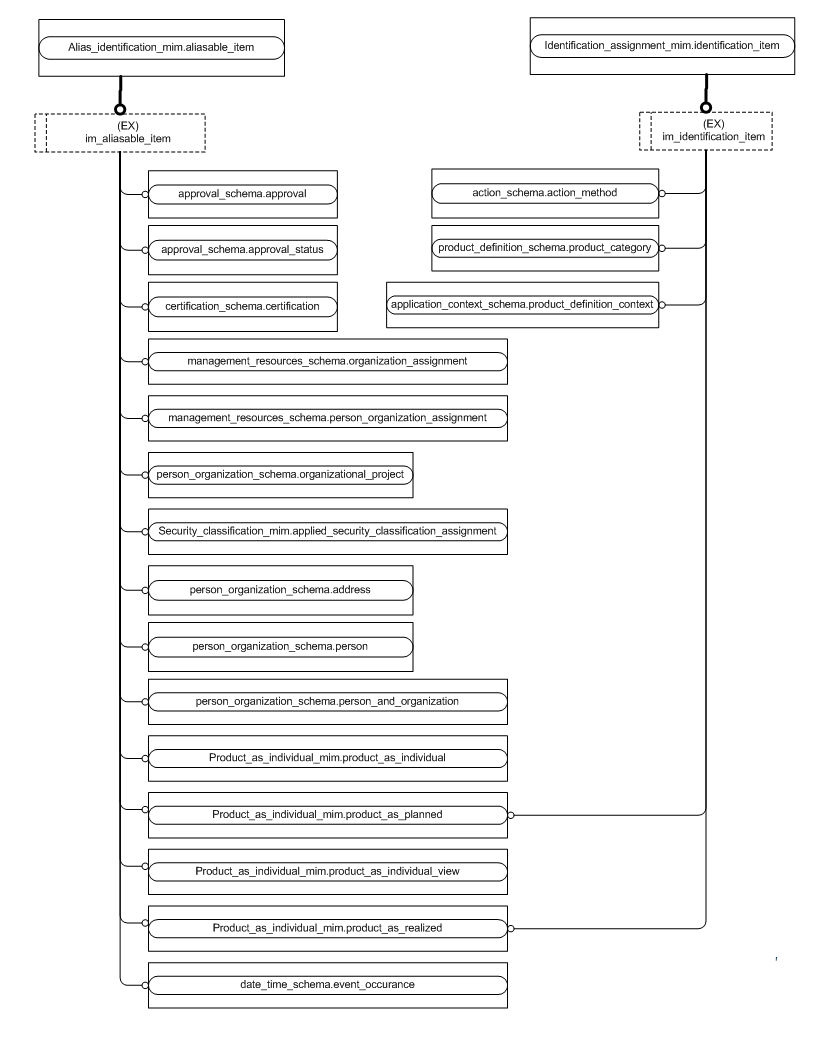 Alias_identification_mim.aliasable_item
Identification_assignment_mim.identification_item
(EX)
im_aliasable_item
(EX)
im_identification_item
approval_schema.approval
action_schema.action_method
approval_schema.approval_status
product_definition_schema.product_category
certification_schema.certification
application_context_schema.product_definition_context
management_resources_schema.organization_assignment
management_resources_schema.person_organization_assignment
person_organization_schema.organizational_project
Security_classification_mim.applied_security_classification_assignment
person_organization_schema.address
person_organization_schema.person
person_organization_schema.person_and_organization
Product_as_individual_mim.product_as_individual
Product_as_individual_mim.product_as_planned
Product_as_individual_mim.product_as_individual_view
Product_as_individual_mim.product_as_realized
date_time_schema.event_occurance